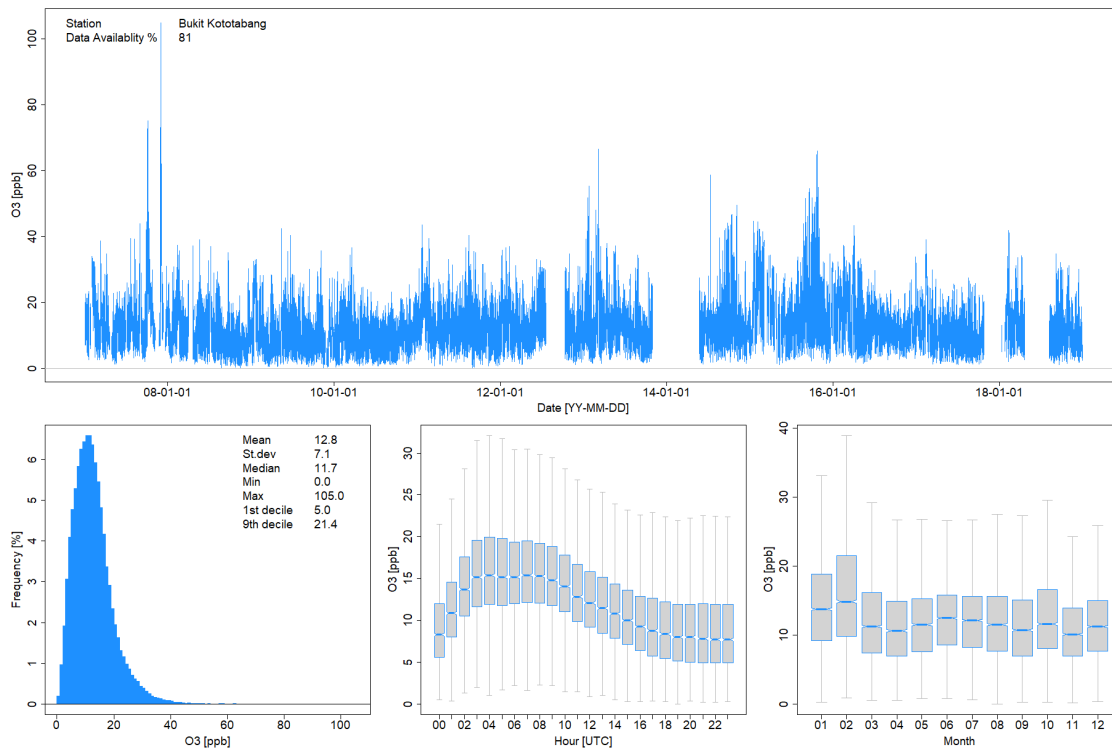 Station Bukit Kototabang
Data Availablity % 81
O3 [ppb]
0 20 40 60 80 100
08-01-01 10-01-01 12-01-01 14-01-01 16-01-01 18-01-01
Date [YY-MM-DD]
Mean 12.8
St.dev 7.1
Median 11.7
Min 0.0
Max 105.0
1st decile 5.0
9th decile 21.4
Frequency [%]
0 1 2 3 4 5 6
0 20 40 60 80 100
O3 [ppb]
O3 [ppb]
0 5 10 15 20 25 30
00 02 04 06 08 10 12 14 16 18 20 22
Hour [UTC]
O3 [ppb]
0 10 20 30 40
01 02 03 04 05 06 07 08 09 10 11 12
Month